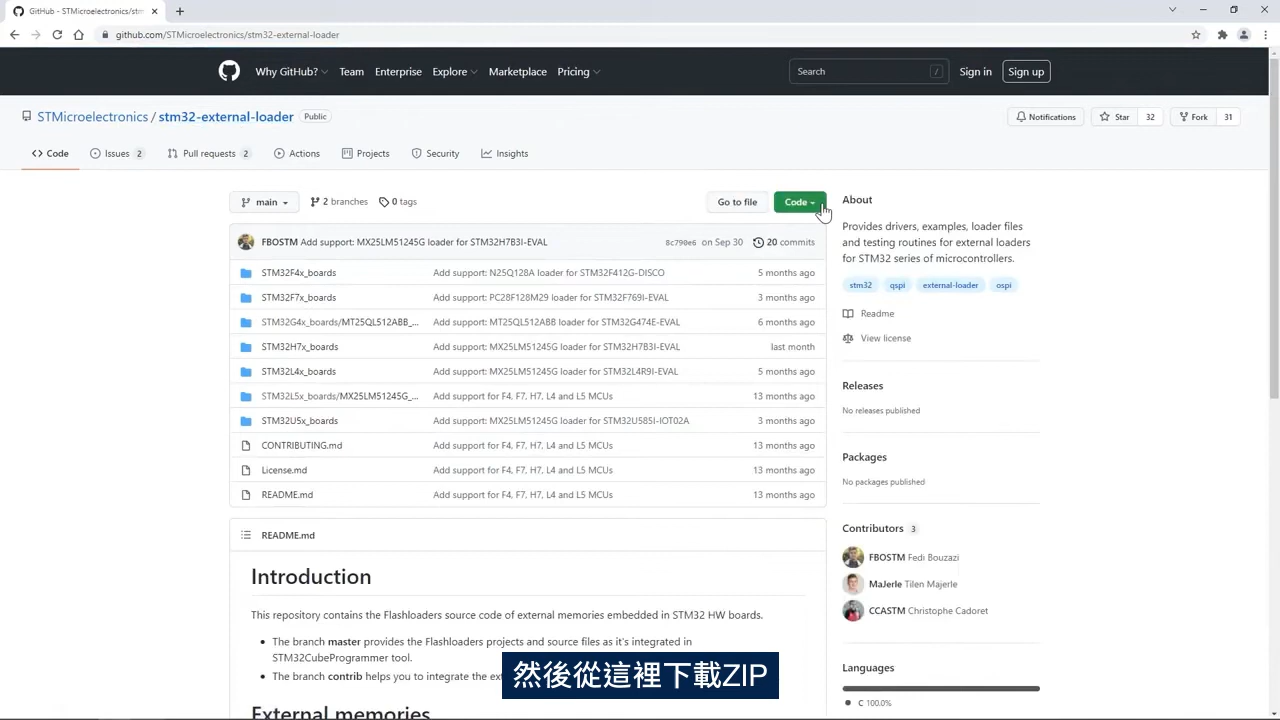 GitHub - STMicroelectronics/stm
github.com/STMicroelectronics/stm32-external-loader
Why GitHub? Team Enterprise Explore Marketplace Pricing Search / Sign in Sign up
STMicroelectronics / stm32-external-loader Public Notifications Star 32 Fork 31
Code Issues 2 Pull requests 2 Actions Projects Security Insights
main 2 branches 0 tags Go to file Code
FBOSTM Add support: MX25LM51245G loader for STM32H7B3I-EVAL 8c790e6 on Sep 30 20 commits
STM32F4x_boards Add support: N25Q128A loader for STM32F412G-DISCO 5 months ago
STM32F7x_boards Add support: PC28F128M29 loader for STM32F769I-EVAL 3 months ago
STM32G4x_boards/MT25QL512ABB_... Add support: MT25QL512ABB loader for STM32G474E-EVAL 6 months ago
STM32H7x_boards Add support: MX25LM51245G loader for STM32H7B3I-EVAL last month
STM32L4x_boards Add support: MX25LM51245G loader for STM32L4R9I-EVAL 5 months ago
STM32L5x_boards/MX25LM51245G_... Add support for F4, F7, H7, L4 and L5 MCUs 13 months ago
STM32U5x_boards Add support: MX25LM51245G loader for STM32U585I-IOT02A 3 months ago
CONTRIBUTING.md Add support for F4, F7, H7, L4 and L5 MCUs 13 months ago
License.md Add support for F4, F7, H7, L4 and L5 MCUs 13 months ago
README.md Add support for F4, F7, H7, L4 and L5 MCUs 13 months ago
README.md
Introduction
This repository contains the Flashloaders source code of external memories embedded in STM32 HW boards.
The branch master provides the Flashloaders projects and source files as it's integrated in
STM32CubeProgrammer tool.
The branch contrib helps you to integrate the
External memories
About
Provides drivers, examples, loader files
and testing routines for external loaders
for STM32 series of microcontrollers.
stm32 qspi external-loader ospi
Readme
View license
Releases
No releases published
Packages
No packages published
Contributors 3
FBOSTM Fedi Bouzazi
MaJerle Tilen Majerle
CCASTM Christophe Cadoret
Languages
C 100.0%
然後從這裡下載ZIP